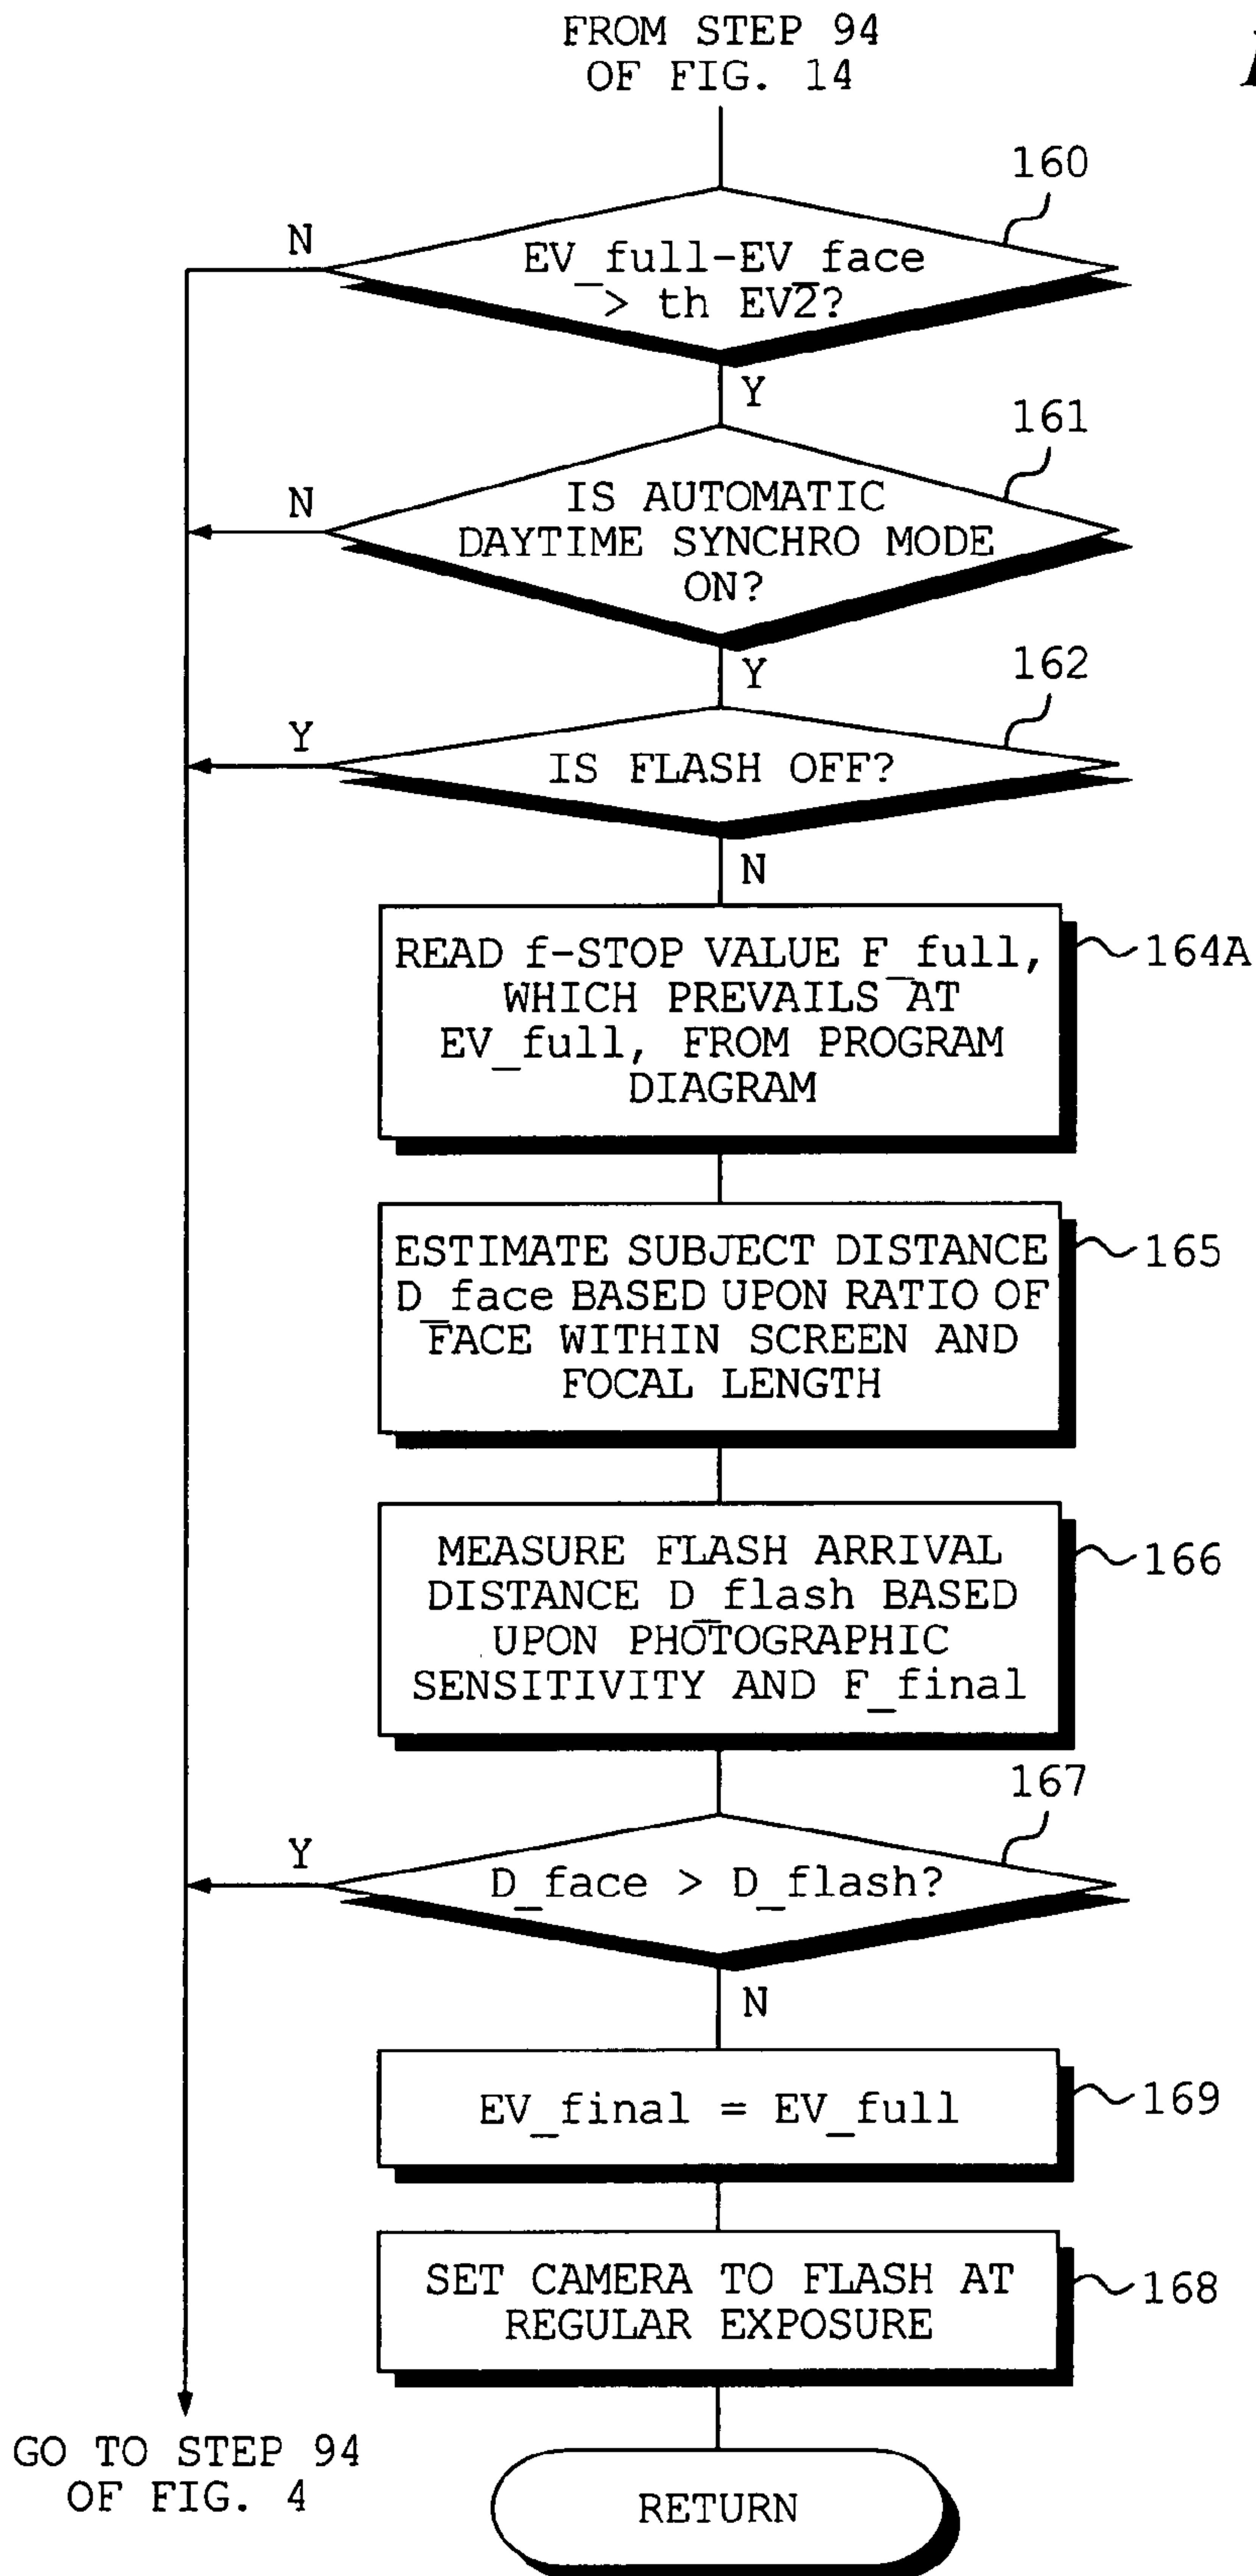 FROM STEP 94
OF FIG. 14
160
N
EV_full-EV_face
> th EV2?
Y
161
N
IS AUTOMATIC
DAYTIME SYNCHRO MODE
ON?
Y
162
Y
IS FLASH OFF?
N
164A
READ f-STOP VALUE F_full,
WHICH PREVAILS AT
EV_full, FROM PROGRAM
DIAGRAM
165
ESTIMATE SUBJECT DISTANCE
D_face BASED UPON RATIO OF
FACE WITHIN SCREEN AND
FOCAL LENGTH
166
MEASURE FLASH ARRIVAL
DISTANCE D_flash BASED
UPON PHOTOGRAPHIC
SENSITIVITY AND F_final
167
Y
D_face > D_flash?
N
169
EV_final = EV_full
168
SET CAMERA TO FLASH AT
REGULAR EXPOSURE
GO TO STEP 94
OF FIG. 4
RETURN